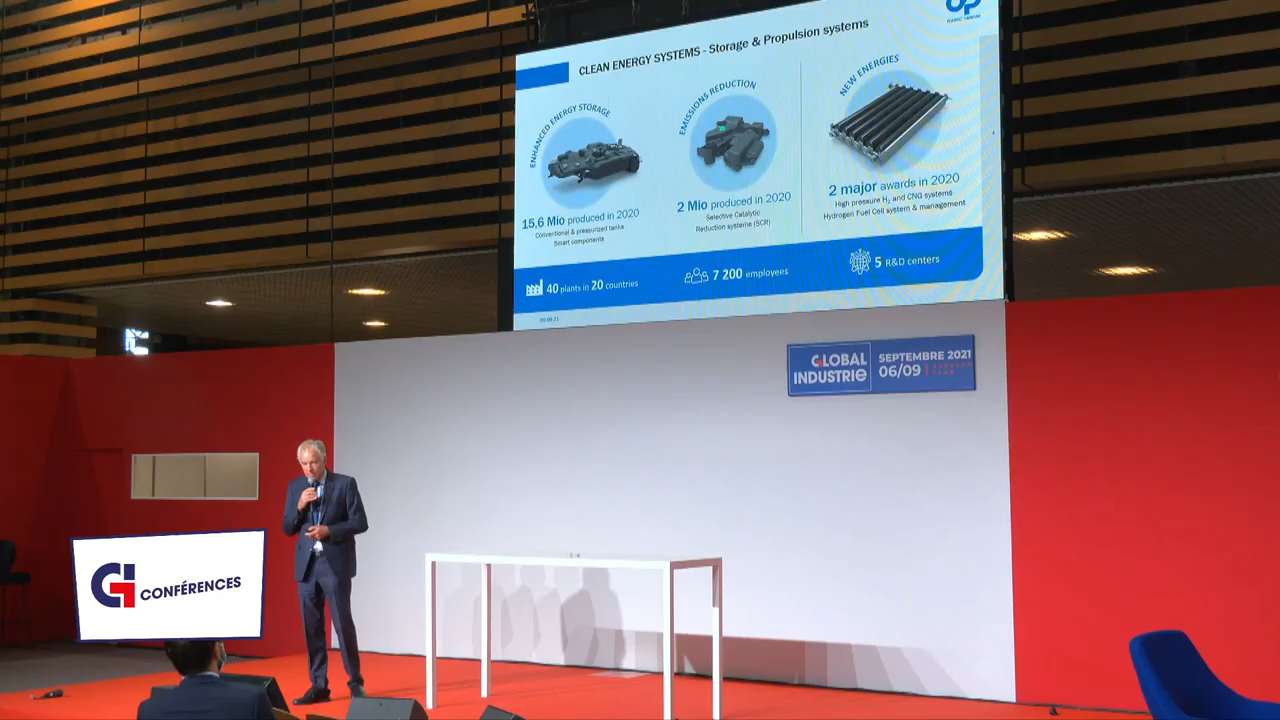 CLEAN ENERGY SYSTEMS - Storage & Propulsion systems
ENHANCED ENERGY STORAGE
EMISSIONS REDUCTION
NEW ENERGIES
15,6 Mio produced in 2020
Conventional & pressurized tanks
Smart components
2 Mio produced in 2020
Selective Catalytic
Reduction systems (SCR)
2 major awards in 2020
High pressure H2 and CNG systems
Hydrogen Fuel Cell system & management
40 plants in 20 countries
7 200 employees
5 R&D centers
GLOBAL
INDUSTRIE
SEPTEMBRE 2021
06/09
GI CONFÉRENCES